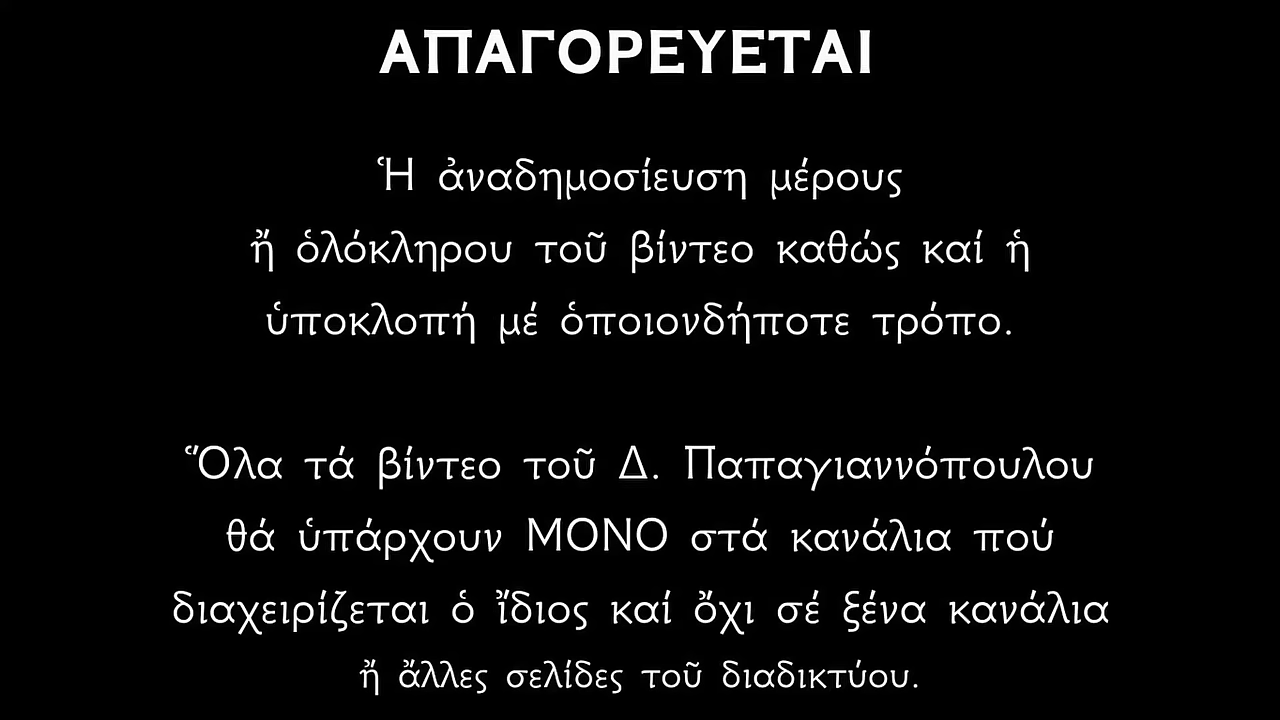 ΑΠΑΓΟΡΕΥΕΤΑΙ
Ἡ ἀναδημοσίευση μέρους
ἤ ὁλόκληρου τοῦ βίντεο καθώς καί ἡ
ὑποκλοπή μέ ὁποιονδήποτε τρόπο.
Ὅλα τά βίντεο τοῦ Δ. Παπαγιαννόπουλου
θά ὑπάρχουν ΜΟΝΟ στά κανάλια πού
διαχειρίζεται ὁ ἴδιος καί ὄχι σέ ξένα κανάλια
ἤ ἄλλες σελίδες τοῦ διαδικτύου.